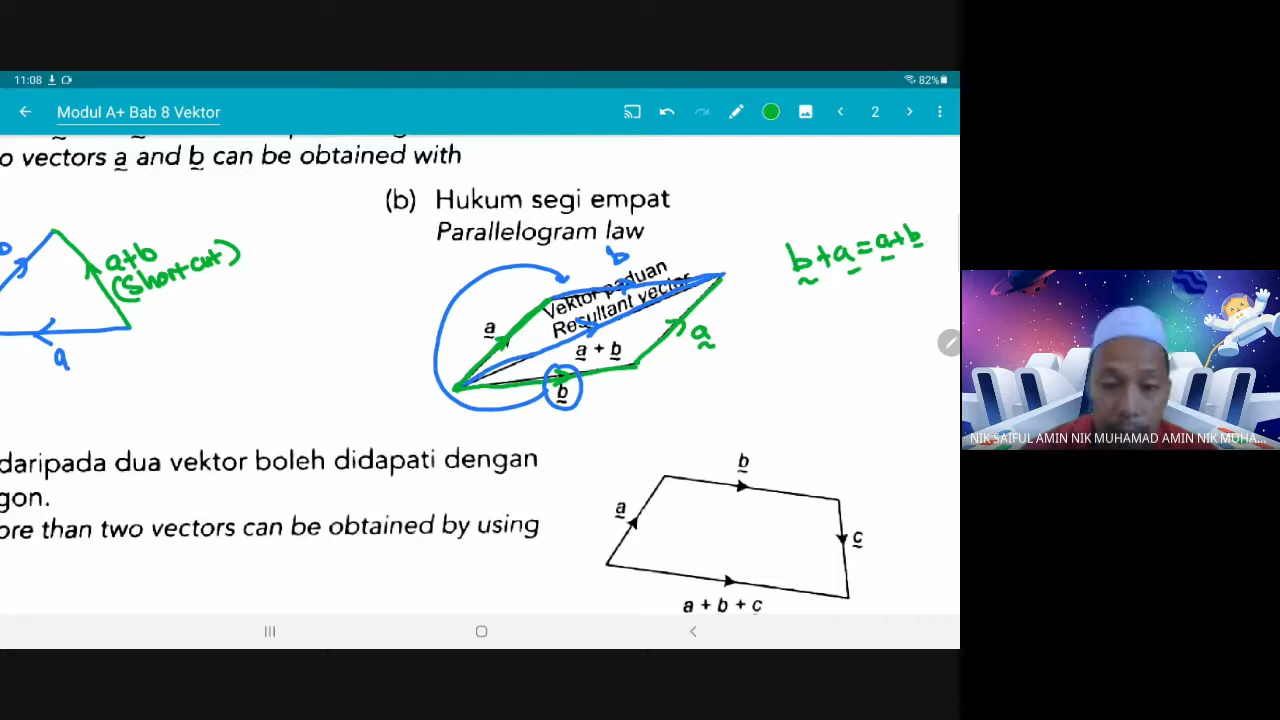 11:08
82%
Modul A+ Bab 8 Vektor
2
o vectors a and b can be obtained with
(b) Hukum segi empat
Parallelogram law
b
a+b
(Short cut)
a
b
Vektor paduan
Resultant vector
a
a + b
a
b
b + a = a + b
daripada dua vektor boleh didapati dengan
gon.
ore than two vectors can be obtained by using
b
a
c
a + b + c
NIK SAIFUL AMIN NIK MUHAMAD AMIN NIK MUHA...